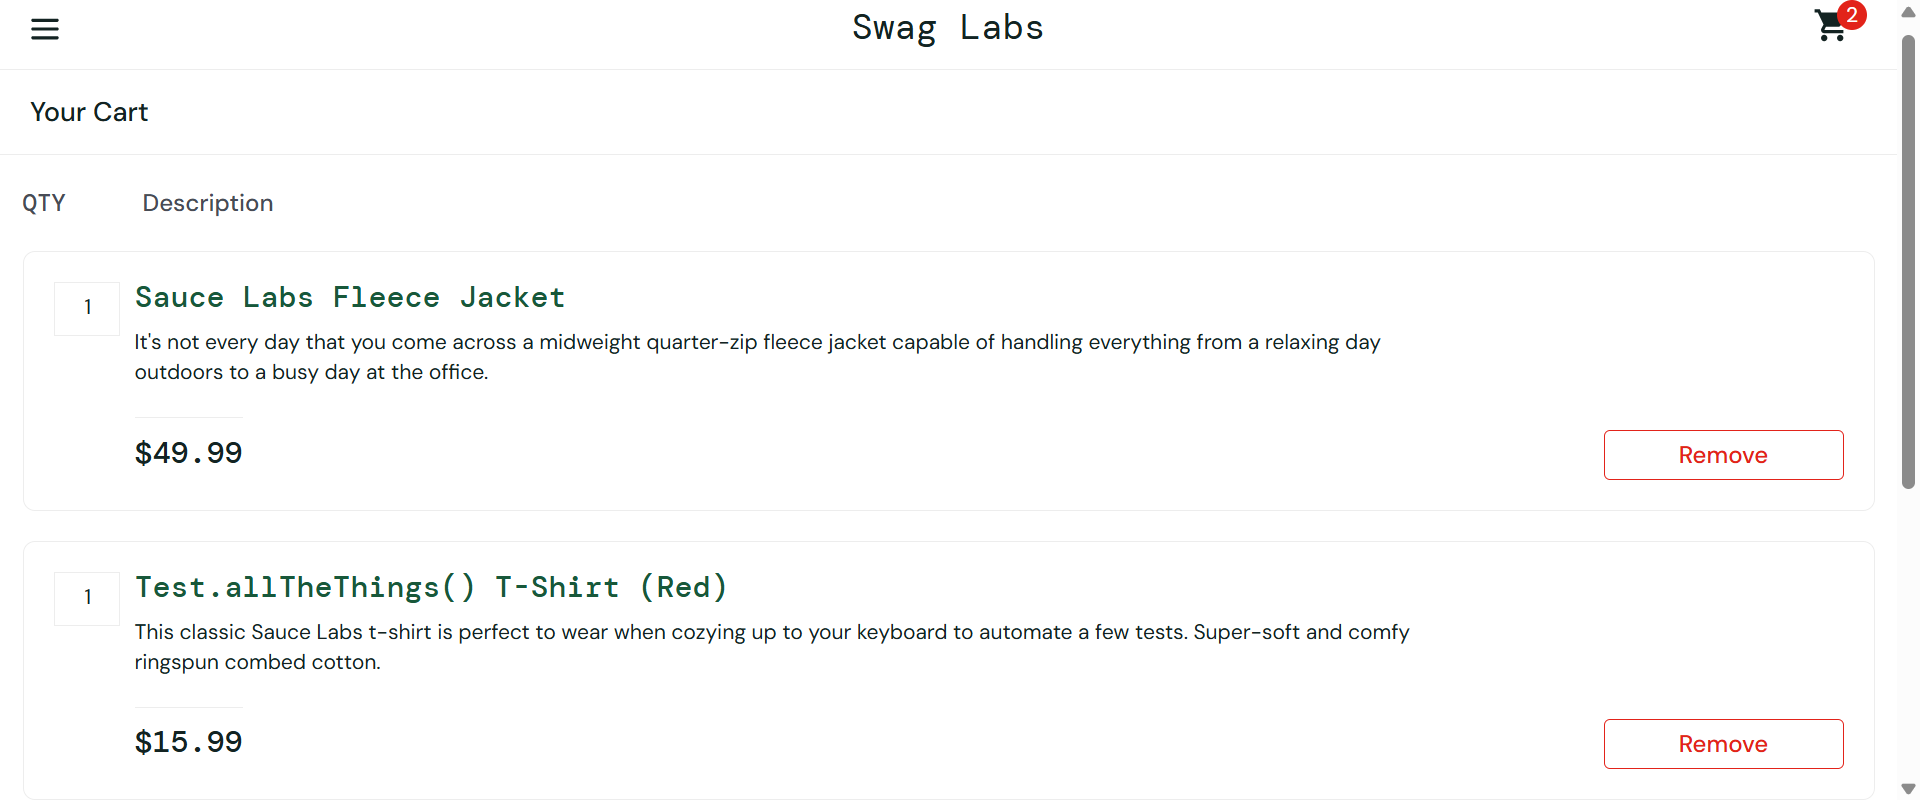 Swag Labs
2
Your Cart
QTY Description
1
Sauce Labs Fleece Jacket
It's not every day that you come across a midweight quarter-zip fleece jacket capable of handling everything from a relaxing day
outdoors to a busy day at the office.
$49.99
Remove
1
Test.allTheThings() T-Shirt (Red)
This classic Sauce Labs t-shirt is perfect to wear when cozying up to your keyboard to automate a few tests. Super-soft and comfy
ringspun combed cotton.
$15.99
Remove